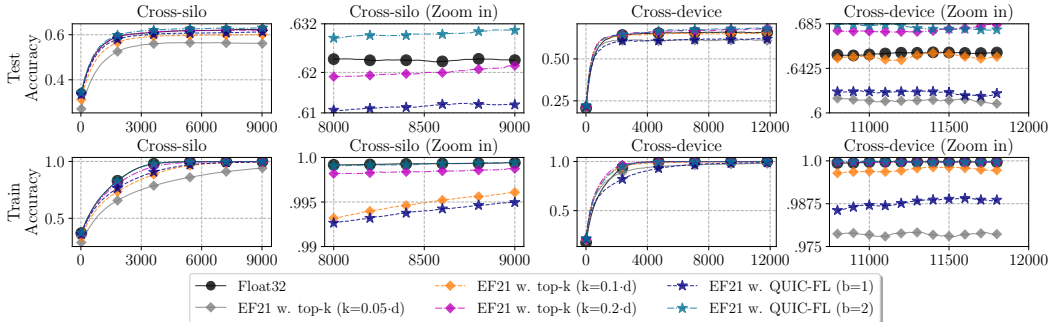 Cross-silo
Cross-silo (Zoom in)
Cross-device
Cross-device (Zoom in)
Test
Accuracy
0.6
0.4
0 3000 6000 9000
.632
.62
.61
8000 8500 9000
0.50
0.25
0 4000 8000 12000
.685
.6425
.6
11000 11500 12000
Cross-silo
Cross-silo (Zoom in)
Cross-device
Cross-device (Zoom in)
Train
Accuracy
1.0
0.5
0 3000 6000 9000
1.0
.995
.99
8000 8500 9000
1.0
0.5
0 4000 8000 12000
1.0
.9875
.975
11000 11500 12000
Float32
EF21 w. top-k (k=0.05·d)
EF21 w. top-k (k=0.1·d)
EF21 w. top-k (k=0.2·d)
EF21 w. QUIC-FL (b=1)
EF21 w. QUIC-FL (b=2)